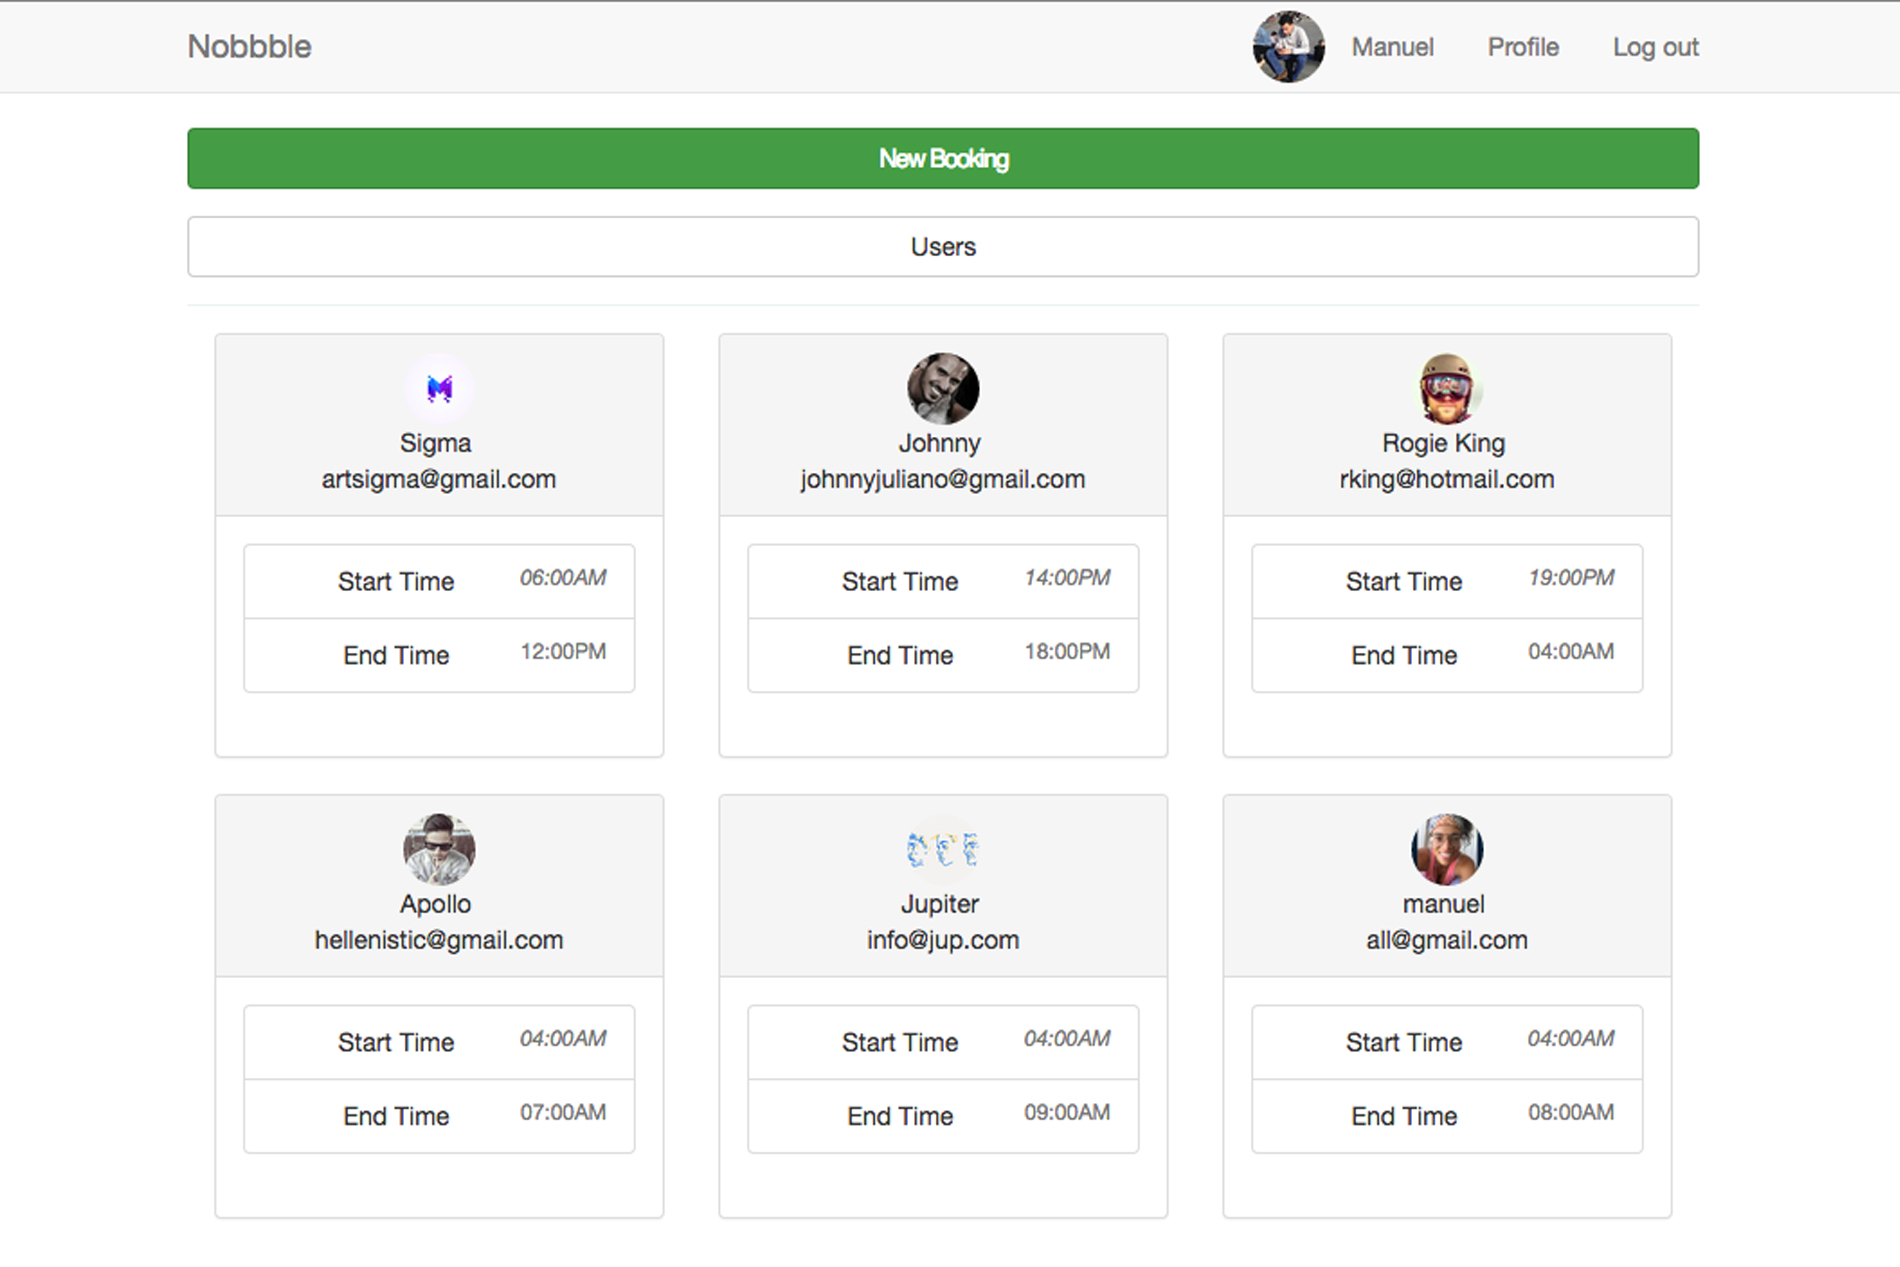 Nobbble Manuel Profile Log out
New Booking
Users
Sigma
artsigma@gmail.com
Start Time 06:00AM
End Time 12:00PM
Johnny
johnnyjuliano@gmail.com
Start Time 14:00PM
End Time 18:00PM
Rogie King
rking@hotmail.com
Start Time 19:00PM
End Time 04:00AM
Apollo
hellenistic@gmail.com
Start Time 04:00AM
End Time 07:00AM
Jupiter
info@jup.com
Start Time 04:00AM
End Time 09:00AM
manuel
all@gmail.com
Start Time 04:00AM
End Time 08:00AM